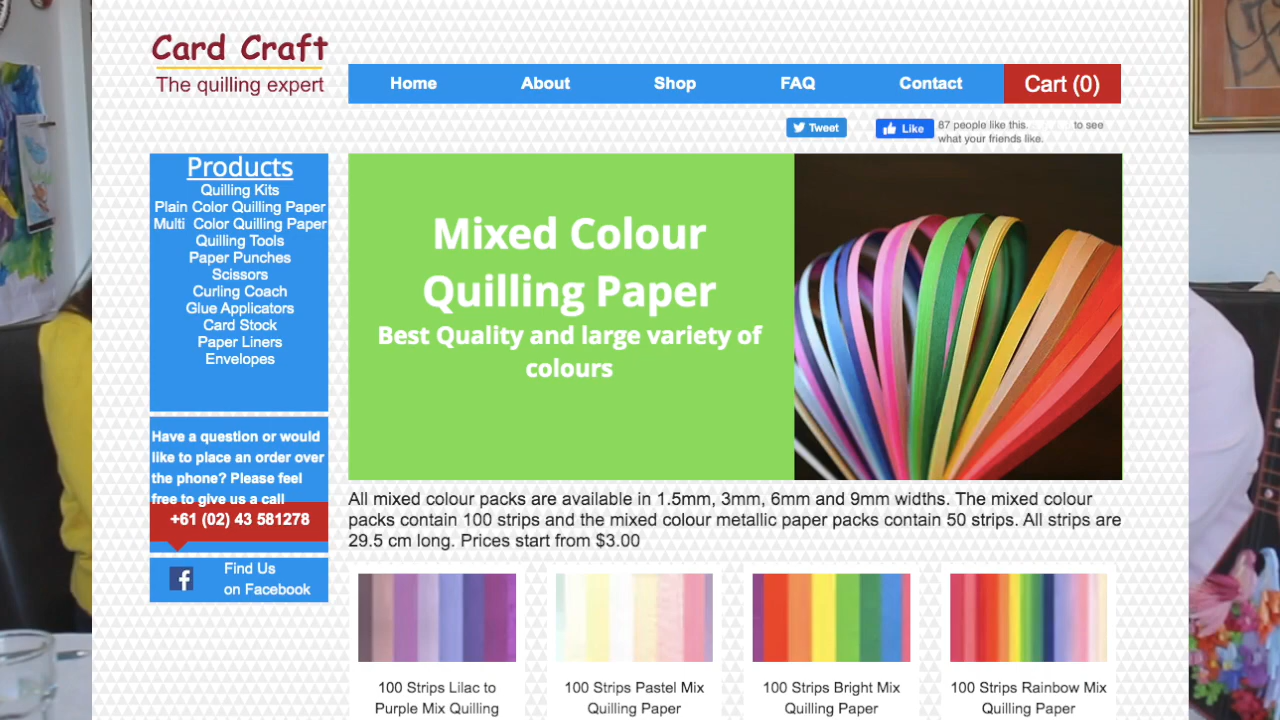 Card Craft
The quilling expert
Home About Shop FAQ Contact Cart (0)
Tweet
Like
87 people like this. to see
what your friends like.
Products
Quilling Kits
Plain Color Quilling Paper
Multi Color Quilling Paper
Quilling Tools
Paper Punches
Scissors
Curling Coach
Glue Applicators
Card Stock
Paper Liners
Envelopes
Have a question or would
like to place an order over
the phone? Please feel
free to give us a call
+61 (02) 43 581278
Find Us
on Facebook
Mixed Colour
Quilling Paper
Best Quality and large variety of
colours
All mixed colour packs are available in 1.5mm, 3mm, 6mm and 9mm widths. The mixed colour
packs contain 100 strips and the mixed colour metallic paper packs contain 50 strips. All strips are
29.5 cm long. Prices start from $3.00
100 Strips Lilac to
Purple Mix Quilling
100 Strips Pastel Mix
Quilling Paper
100 Strips Bright Mix
Quilling Paper
100 Strips Rainbow Mix
Quilling Paper